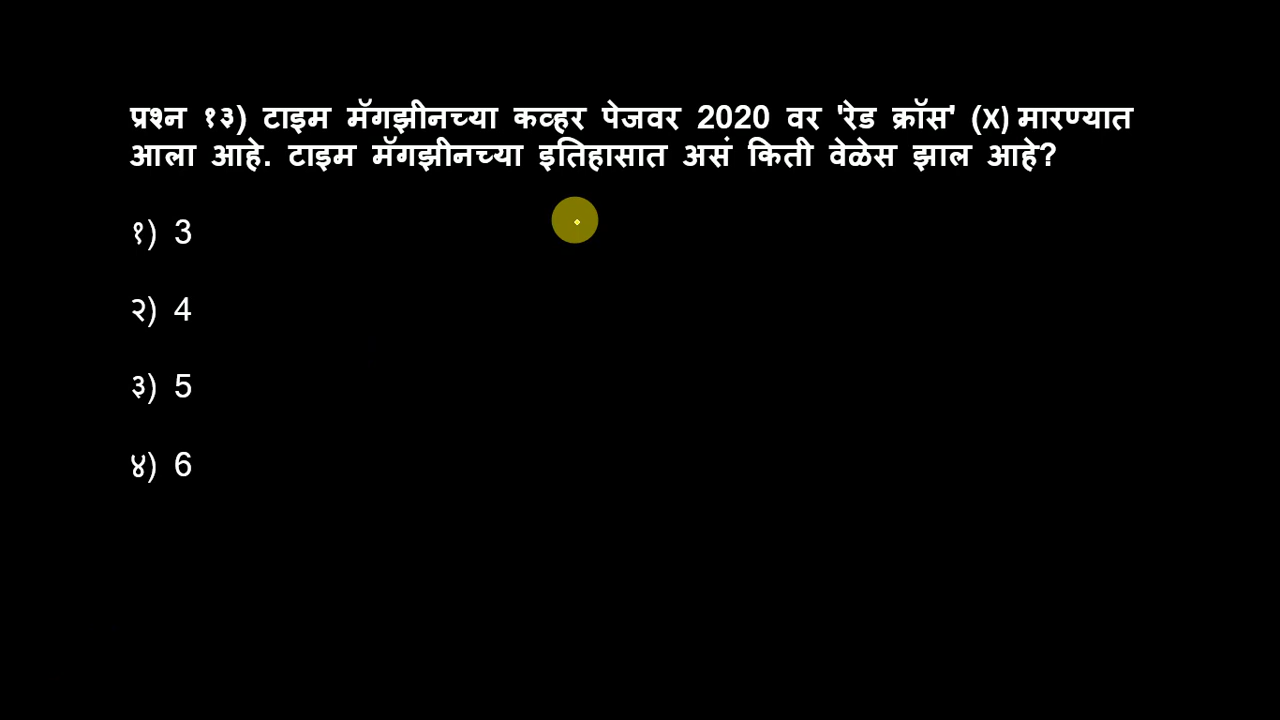 प्रश्न १३) टाइम मॅगझीनच्या कव्हर पेजवर 2020 वर 'रेड क्रॉस' (X) मारण्यात
आला आहे. टाइम मॅगझीनच्या इतिहासात असं किती वेळेस झाल आहे?
१) 3
२) 4
३) 5
४) 6